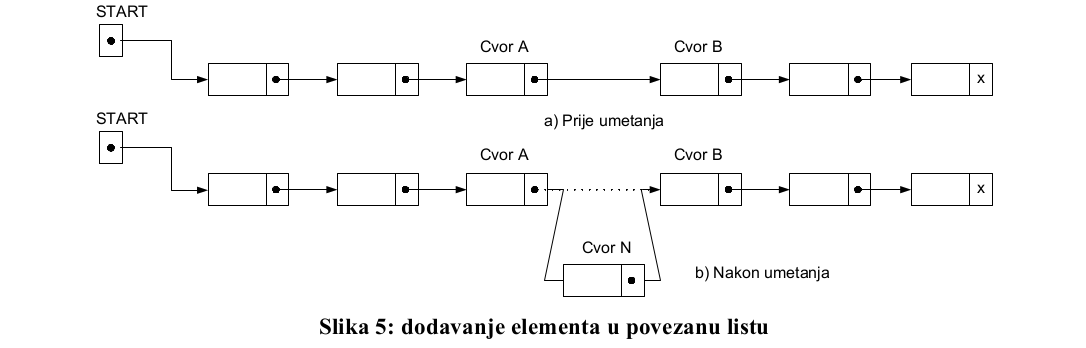 START
Cvor A
Cvor B
x
a) Prije umetanja
START
Cvor A
Cvor B
x
Cvor N
b) Nakon umetanja
Slika 5: dodavanje elementa u povezanu listu